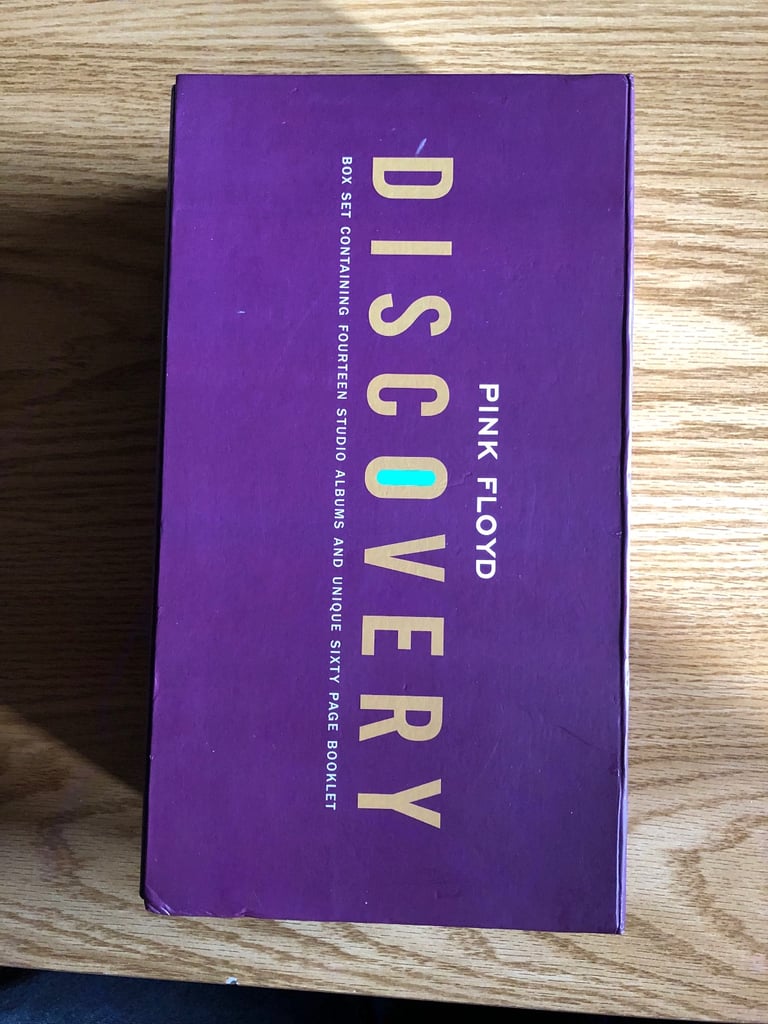 PINK FLOYD
DISCOVERY
BOX SET CONTAINING FOURTEEN STUDIO ALBUMS AND UNIQUE SIXTY PAGE BOOKLET